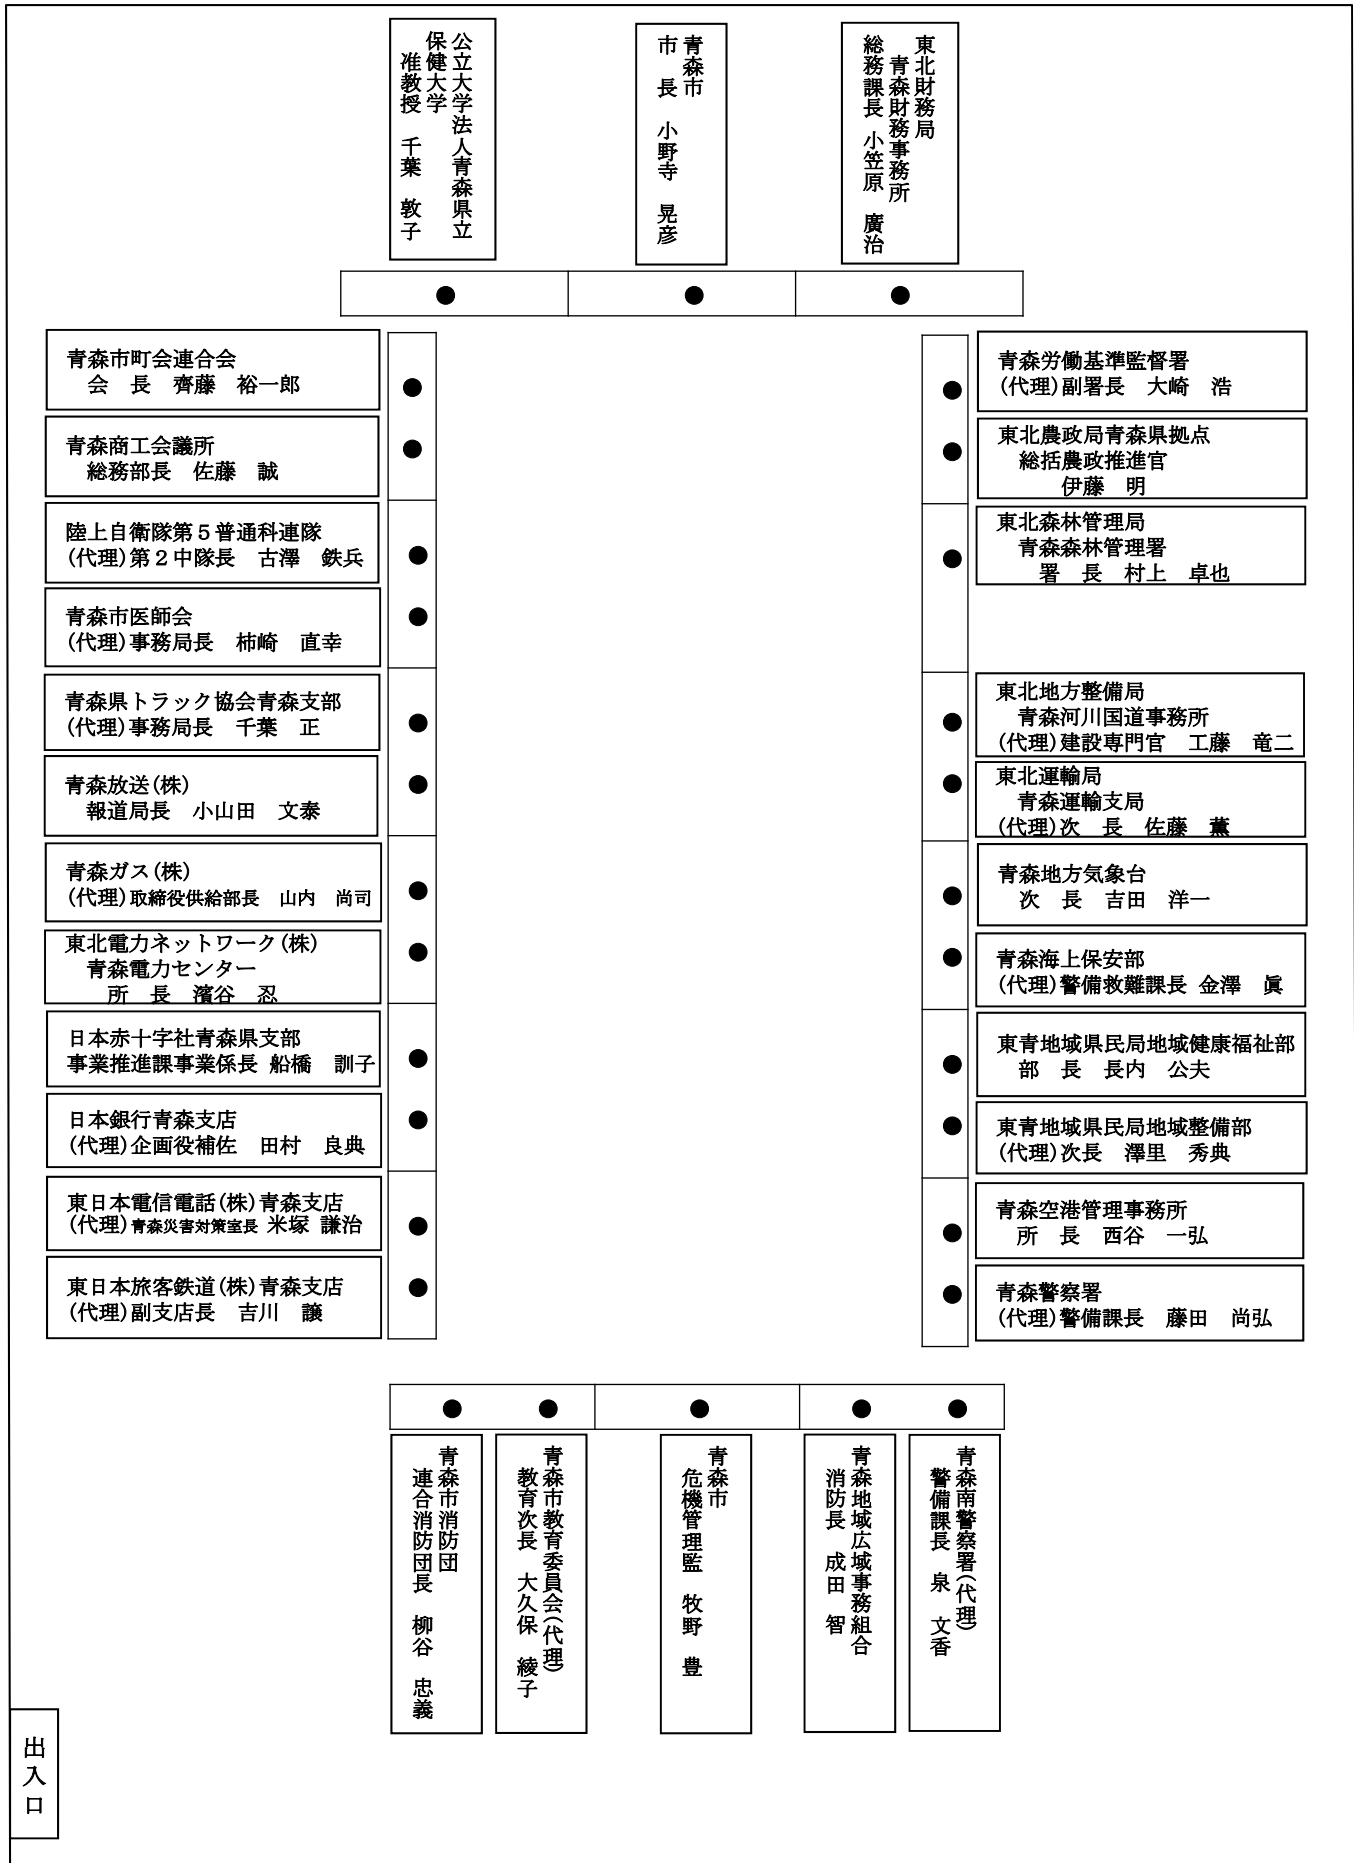 公立大学法人青森県立
保健大学
准教授　千葉　敦子
青森市
市　長　小野寺　晃彦
東北財務局
青森財務事務所
総務課長　小笠原　廣治
青森市町会連合会
会　長　齊藤　裕一郎
青森商工会議所
総務部長　佐藤　誠
陸上自衛隊第５普通科連隊
(代理)第２中隊長　古澤　鉄兵
青森市医師会
(代理)事務局長　柿崎　直幸
青森県トラック協会青森支部
(代理)事務局長　千葉　正
青森放送(株)
報道局長　小山田　文泰
青森ガス(株)
(代理)取締役供給部長　山内　尚司
東北電力ネットワーク(株)
青森電力センター
所　長　濱谷　忍
日本赤十字社青森県支部
事業推進課事業係長 船橋　訓子
日本銀行青森支店
(代理)企画役補佐　田村　良典
東日本電信電話(株)青森支店
(代理)青森災害対策室長 米塚 謙治
東日本旅客鉄道(株)青森支店
(代理)副支店長　吉川　譲
青森労働基準監督署
(代理)副署長　大崎　浩
東北農政局青森県拠点
総括農政推進官
伊藤　明
東北森林管理局
青森森林管理署
署　長　村上　卓也
東北地方整備局
青森河川国道事務所
(代理)建設専門官　工藤　竜二
東北運輸局
青森運輸支局
(代理)次　長　佐藤　薫
青森地方気象台
次　長　吉田　洋一
青森海上保安部
(代理)警備救難課長 金澤　眞
東青地域県民局地域健康福祉部
部　長　長内　公夫
東青地域県民局地域整備部
(代理)次長　澤里　秀典
青森空港管理事務所
所　長　西谷　一弘
青森警察署
(代理)警備課長　藤田　尚弘
青森市消防団
連合消防団長　柳谷　忠義
青森市教育委員会(代理)
教育次長　大久保　綾子
青森市
危機管理監　牧野　豊
青森地域広域事務組合
消防長　成田　智
青森南警察署(代理)
警備課長　泉　文香
出入口